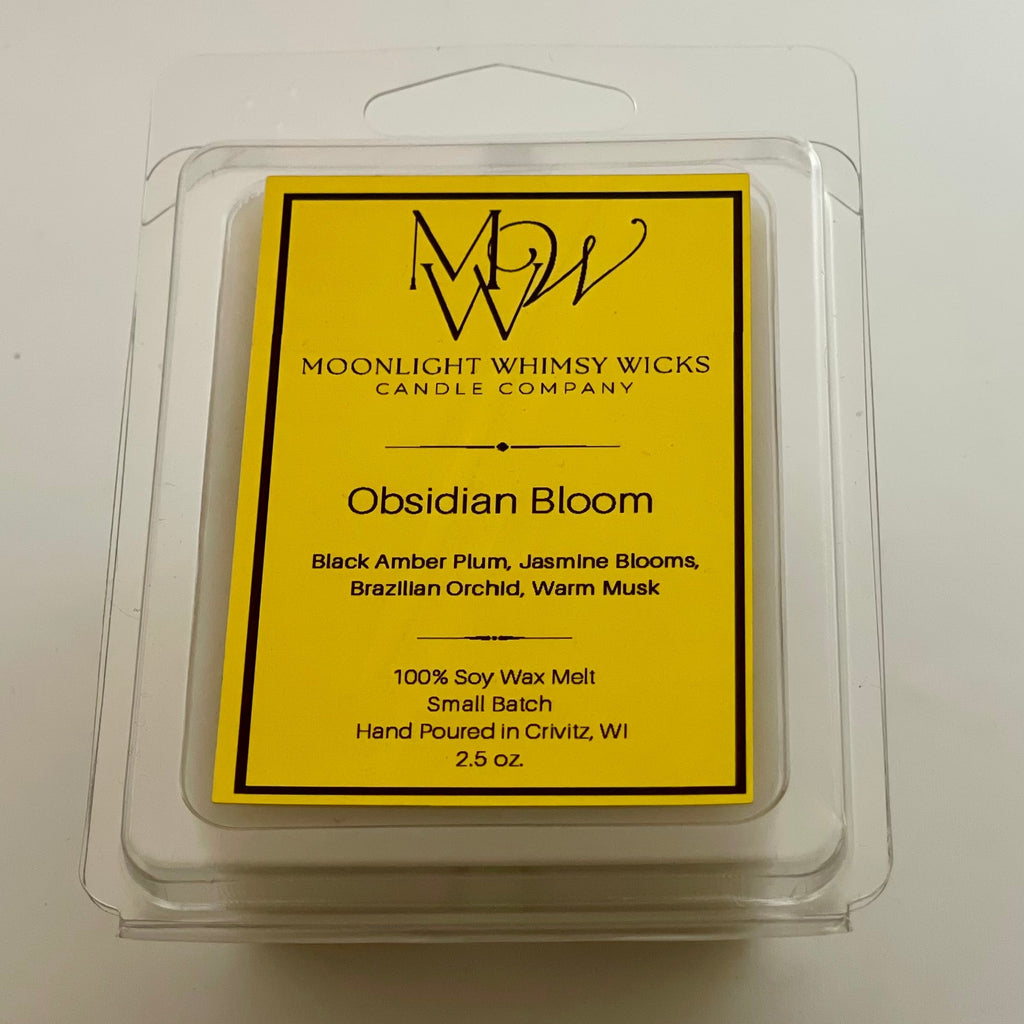 MWW
MOONLIGHT WHIMSY WICKS
CANDLE COMPANY
Obsidian Bloom
Black Amber Plum, Jasmine Blooms,
Brazilian Orchid, Warm Musk
100% Soy Wax Melt
Small Batch
Hand Poured in Crivitz, WI
2.5 oz.